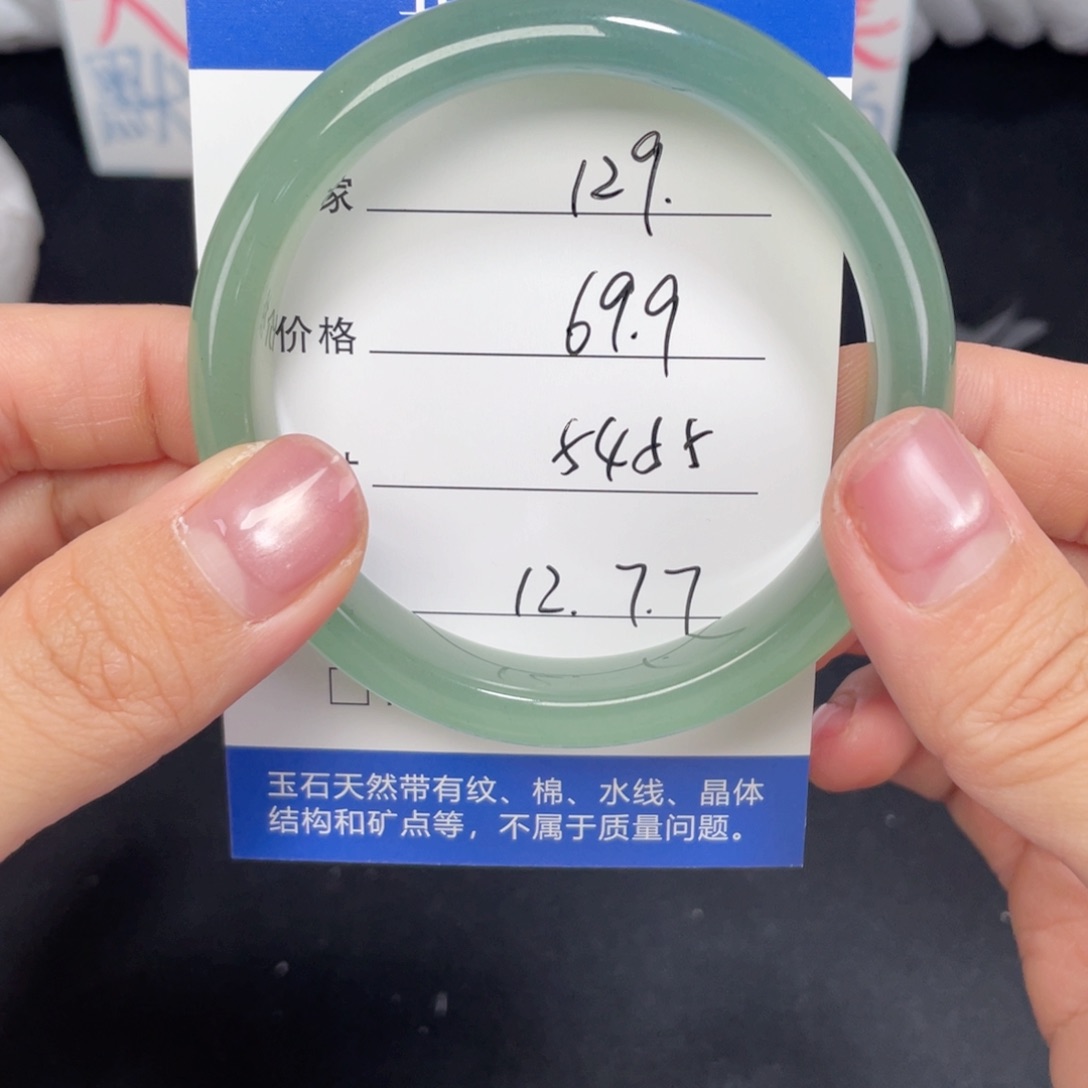 家 129.
价格 69.9
5485
12. 7.7
玉石天然带有纹、棉、水线、晶体
结构和矿点等，不属于质量问题。